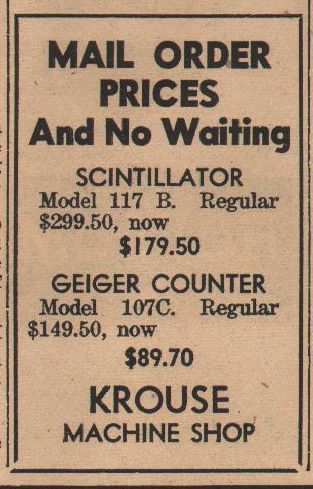 MAIL ORDER
PRICES
And No Waiting
SCINTILLATOR
Model 117 B. Regular
$299.50, now
$179.50
GEIGER COUNTER
Model 107C. Regular
$149.50, now
$89.70
KROUSE
MACHINE SHOP